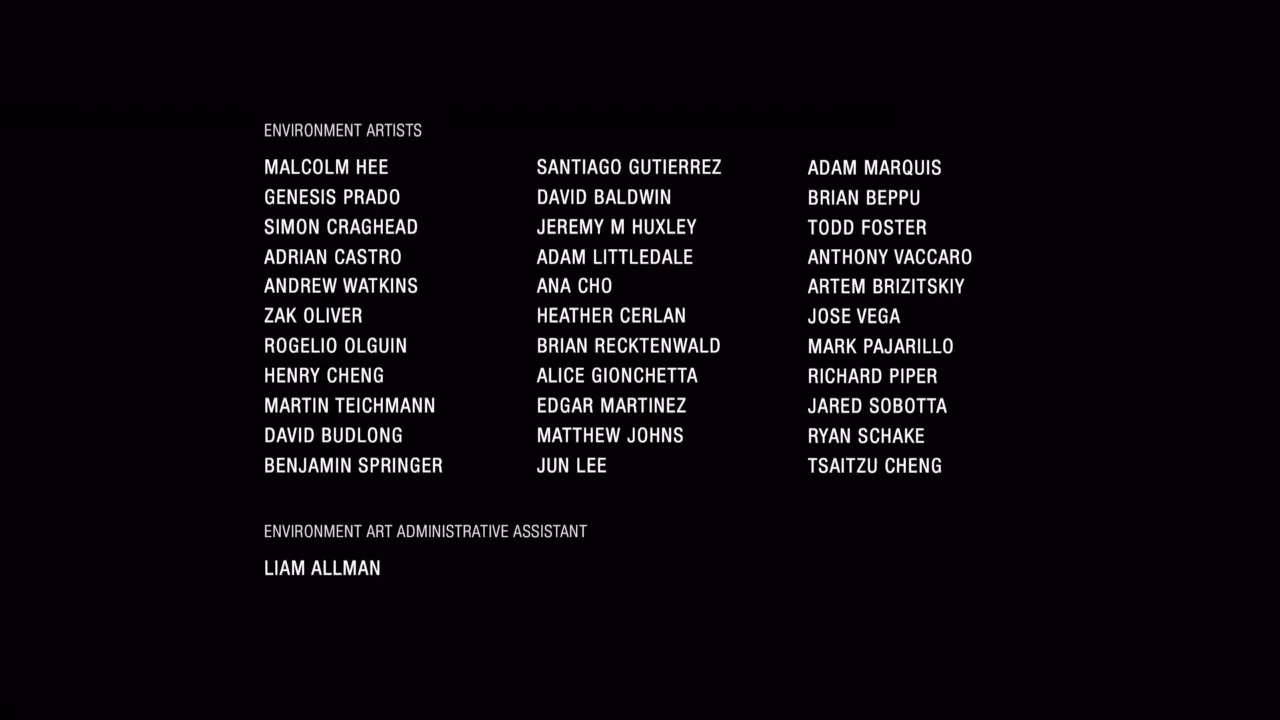 ENVIRONMENT ARTISTS
MALCOLM HEE SANTIAGO GUTIERREZ ADAM MARQUIS
GENESIS PRADO DAVID BALDWIN BRIAN BEPPU
SIMON CRAGHEAD JEREMY M HUXLEY TODD FOSTER
ADRIAN CASTRO ADAM LITTLEDALE ANTHONY VACCARO
ANDREW WATKINS ANA CHO ARTEM BRIZITSKIY
ZAK OLIVER HEATHER CERLAN JOSE VEGA
ROGELIO OLGUIN BRIAN RECKTENWALD MARK PAJARILLO
HENRY CHENG ALICE GIONCHETTA RICHARD PIPER
MARTIN TEICHMANN EDGAR MARTINEZ JARED SOBOTTA
DAVID BUDLONG MATTHEW JOHNS RYAN SCHAKE
BENJAMIN SPRINGER JUN LEE TSAITZU CHENG
ENVIRONMENT ART ADMINISTRATIVE ASSISTANT
LIAM ALLMAN